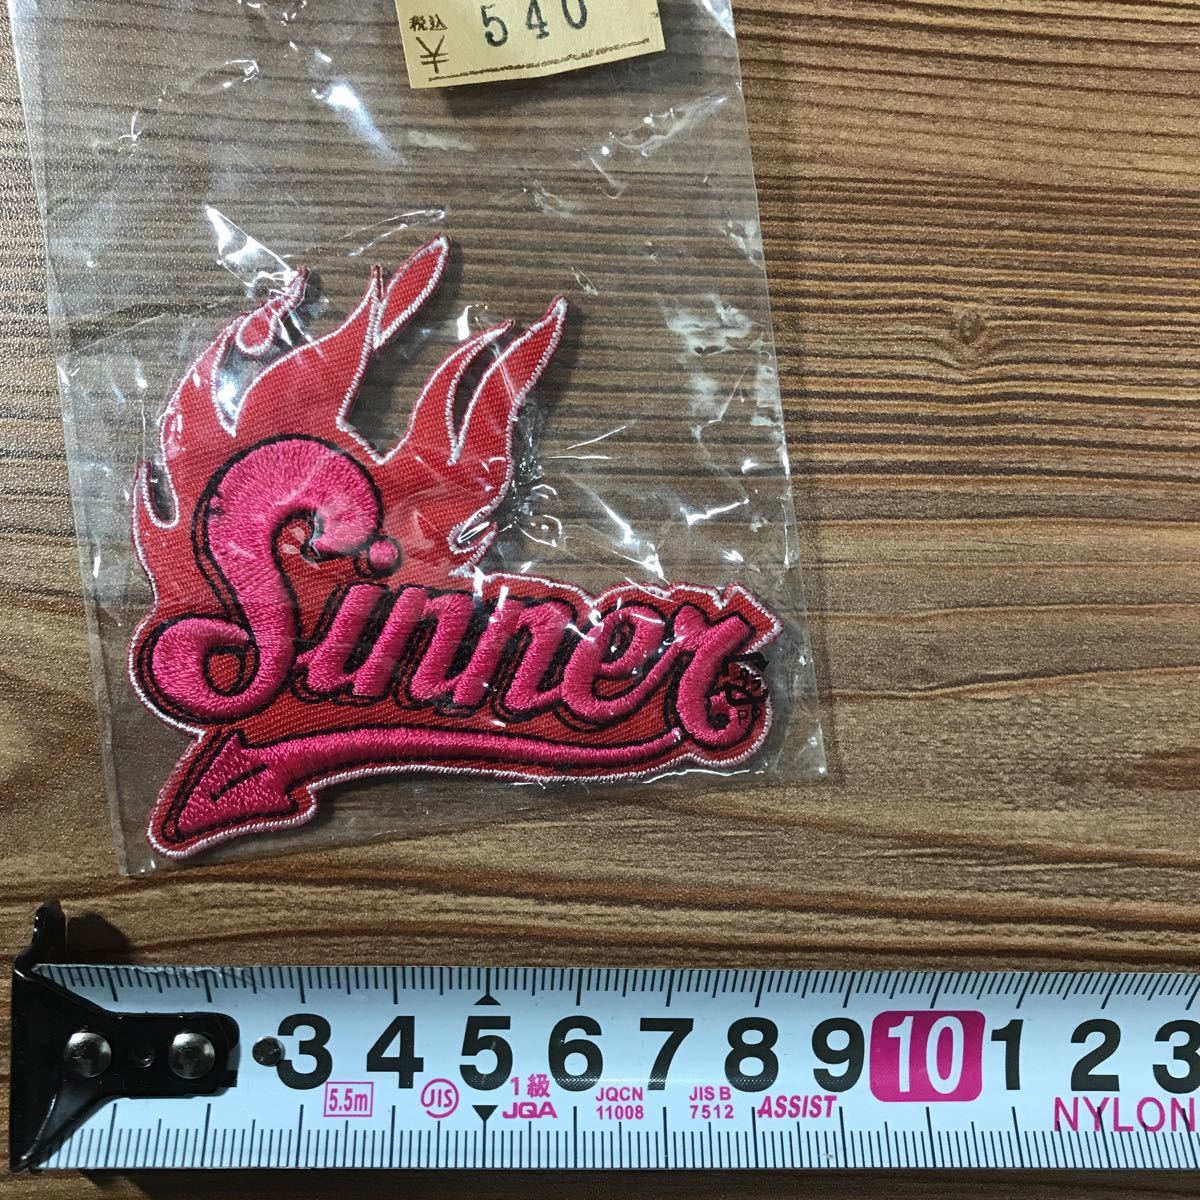 税込
¥ 540
Sinner
3 4 5 6 7 8 9 10 1 2 3
5.5m JIS 1級 JQA JQCN 11008 JIS B 7512 ASSIST
NYLON